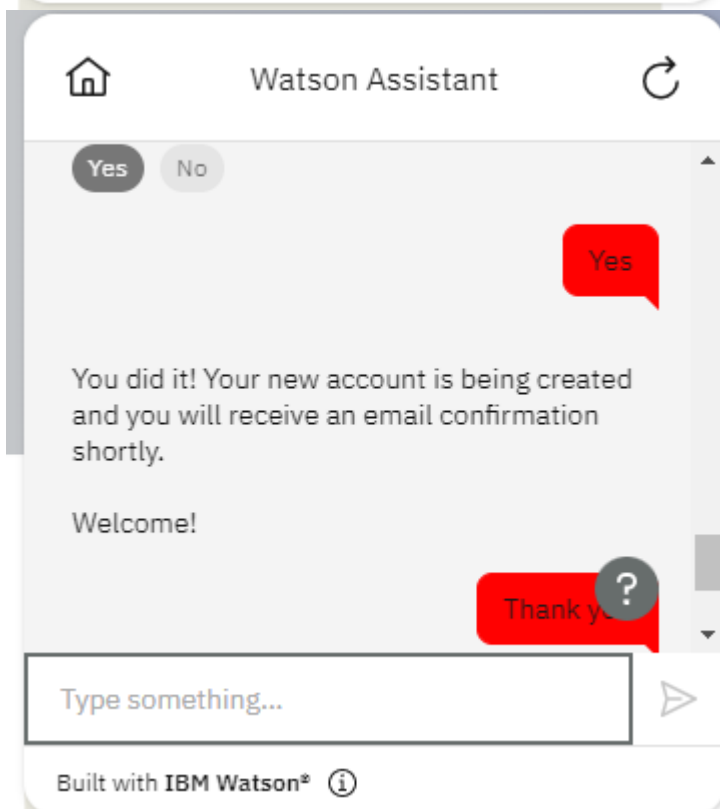 Watson Assistant
Yes No
Yes
You did it! Your new account is being created
and you will receive an email confirmation
shortly.
Welcome!
Thank
?
Type something...
Built with IBM Watson®